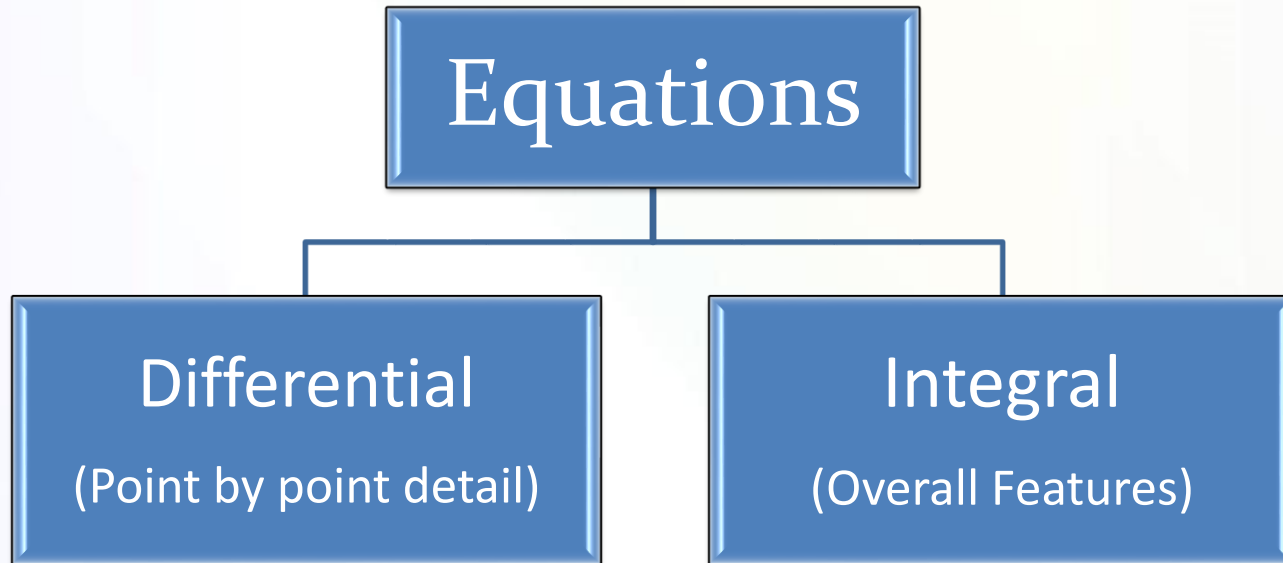 Equations
Differential
(Point by point detail)
Integral
(Overall Features)